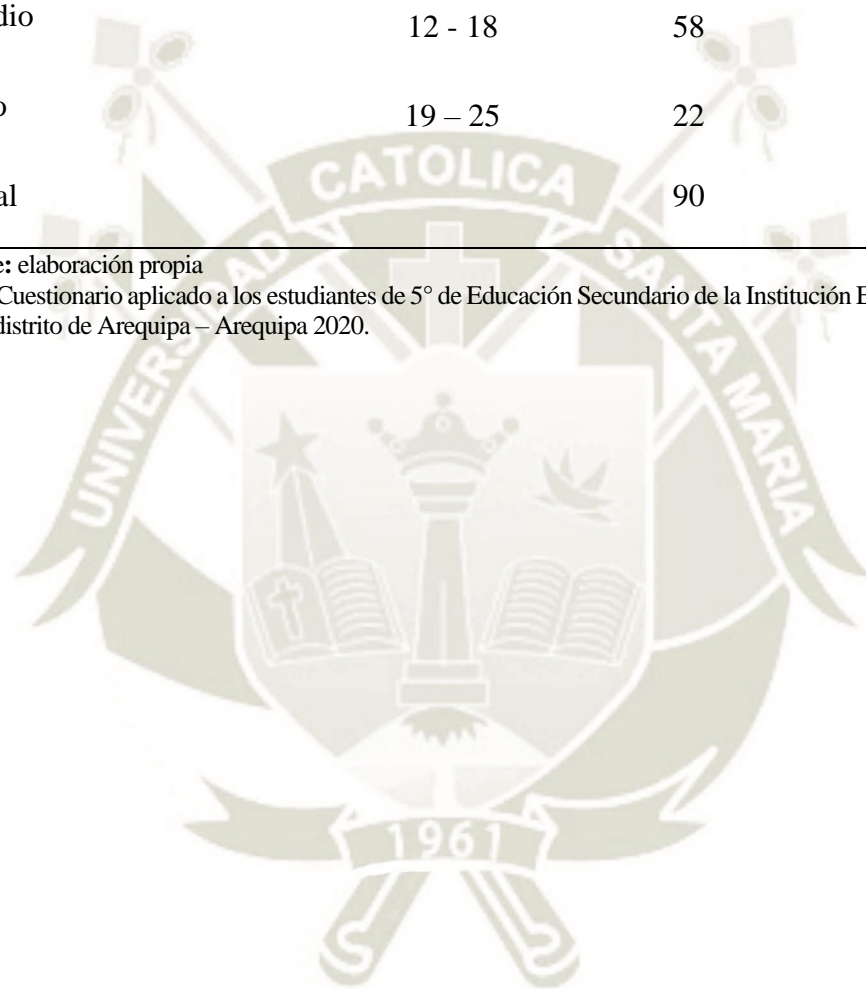 dio 12 - 18 58
o 19 – 25 22
al 90
e: elaboración propia
Cuestionario aplicado a los estudiantes de 5° de Educación Secundario de la Institución E
distrito de Arequipa – Arequipa 2020.
UNIVERSIDAD CATOLICA SANTA MARIA
1961